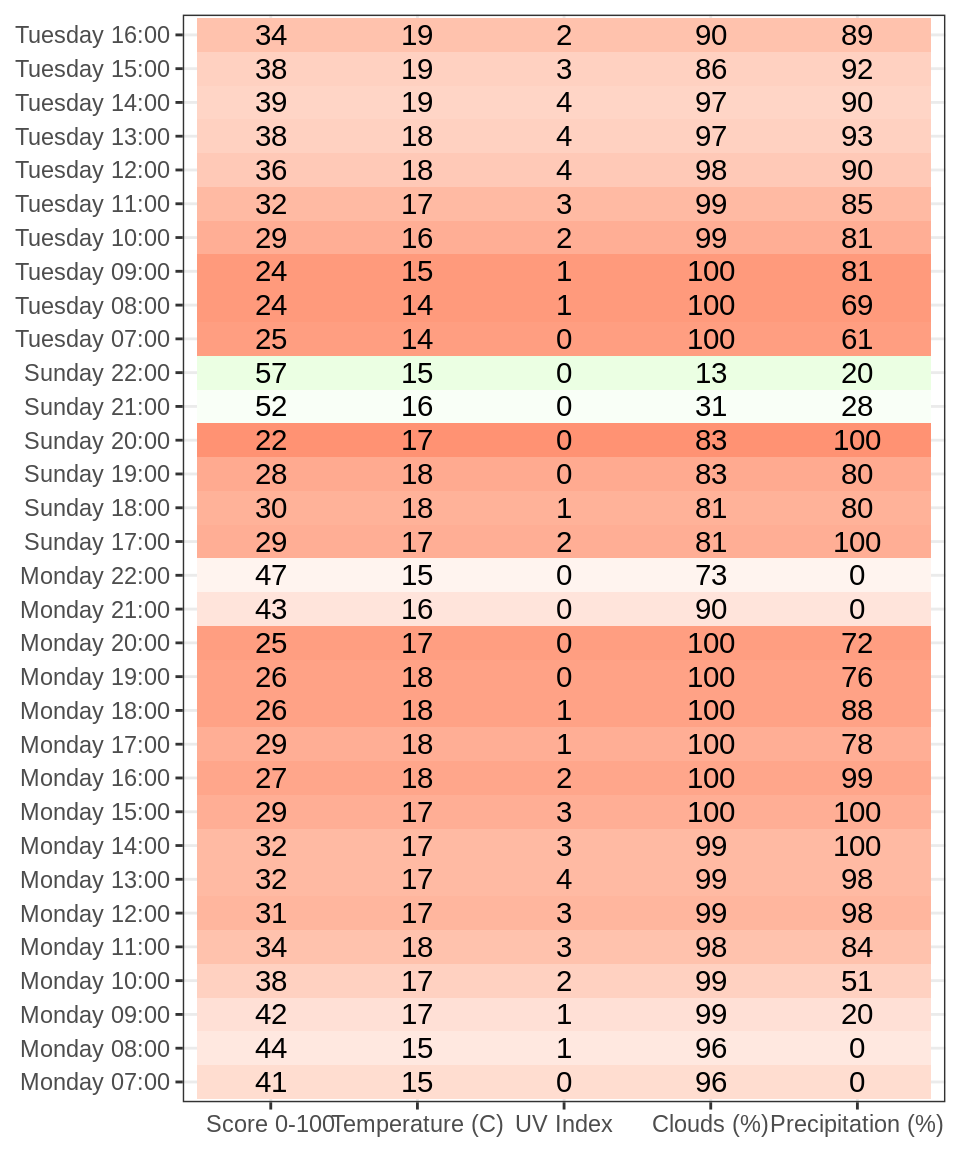 Tuesday 16:00 34 19 2 90 89
Tuesday 15:00 38 19 3 86 92
Tuesday 14:00 39 19 4 97 90
Tuesday 13:00 38 18 4 97 93
Tuesday 12:00 36 18 4 98 90
Tuesday 11:00 32 17 3 99 85
Tuesday 10:00 29 16 2 99 81
Tuesday 09:00 24 15 1 100 81
Tuesday 08:00 24 14 1 100 69
Tuesday 07:00 25 14 0 100 61
Sunday 22:00 57 15 0 13 20
Sunday 21:00 52 16 0 31 28
Sunday 20:00 22 17 0 83 100
Sunday 19:00 28 18 0 83 80
Sunday 18:00 30 18 1 81 80
Sunday 17:00 29 17 2 81 100
Monday 22:00 47 15 0 73 0
Monday 21:00 43 16 0 90 0
Monday 20:00 25 17 0 100 72
Monday 19:00 26 18 0 100 76
Monday 18:00 26 18 1 100 88
Monday 17:00 29 18 1 100 78
Monday 16:00 27 18 2 100 99
Monday 15:00 29 17 3 100 100
Monday 14:00 32 17 3 99 100
Monday 13:00 32 17 4 99 98
Monday 12:00 31 17 3 99 98
Monday 11:00 34 18 3 98 84
Monday 10:00 38 17 2 99 51
Monday 09:00 42 17 1 99 20
Monday 08:00 44 15 1 96 0
Monday 07:00 41 15 0 96 0
Score 0-100 Temperature (C) UV Index Clouds (%) Precipitation (%)